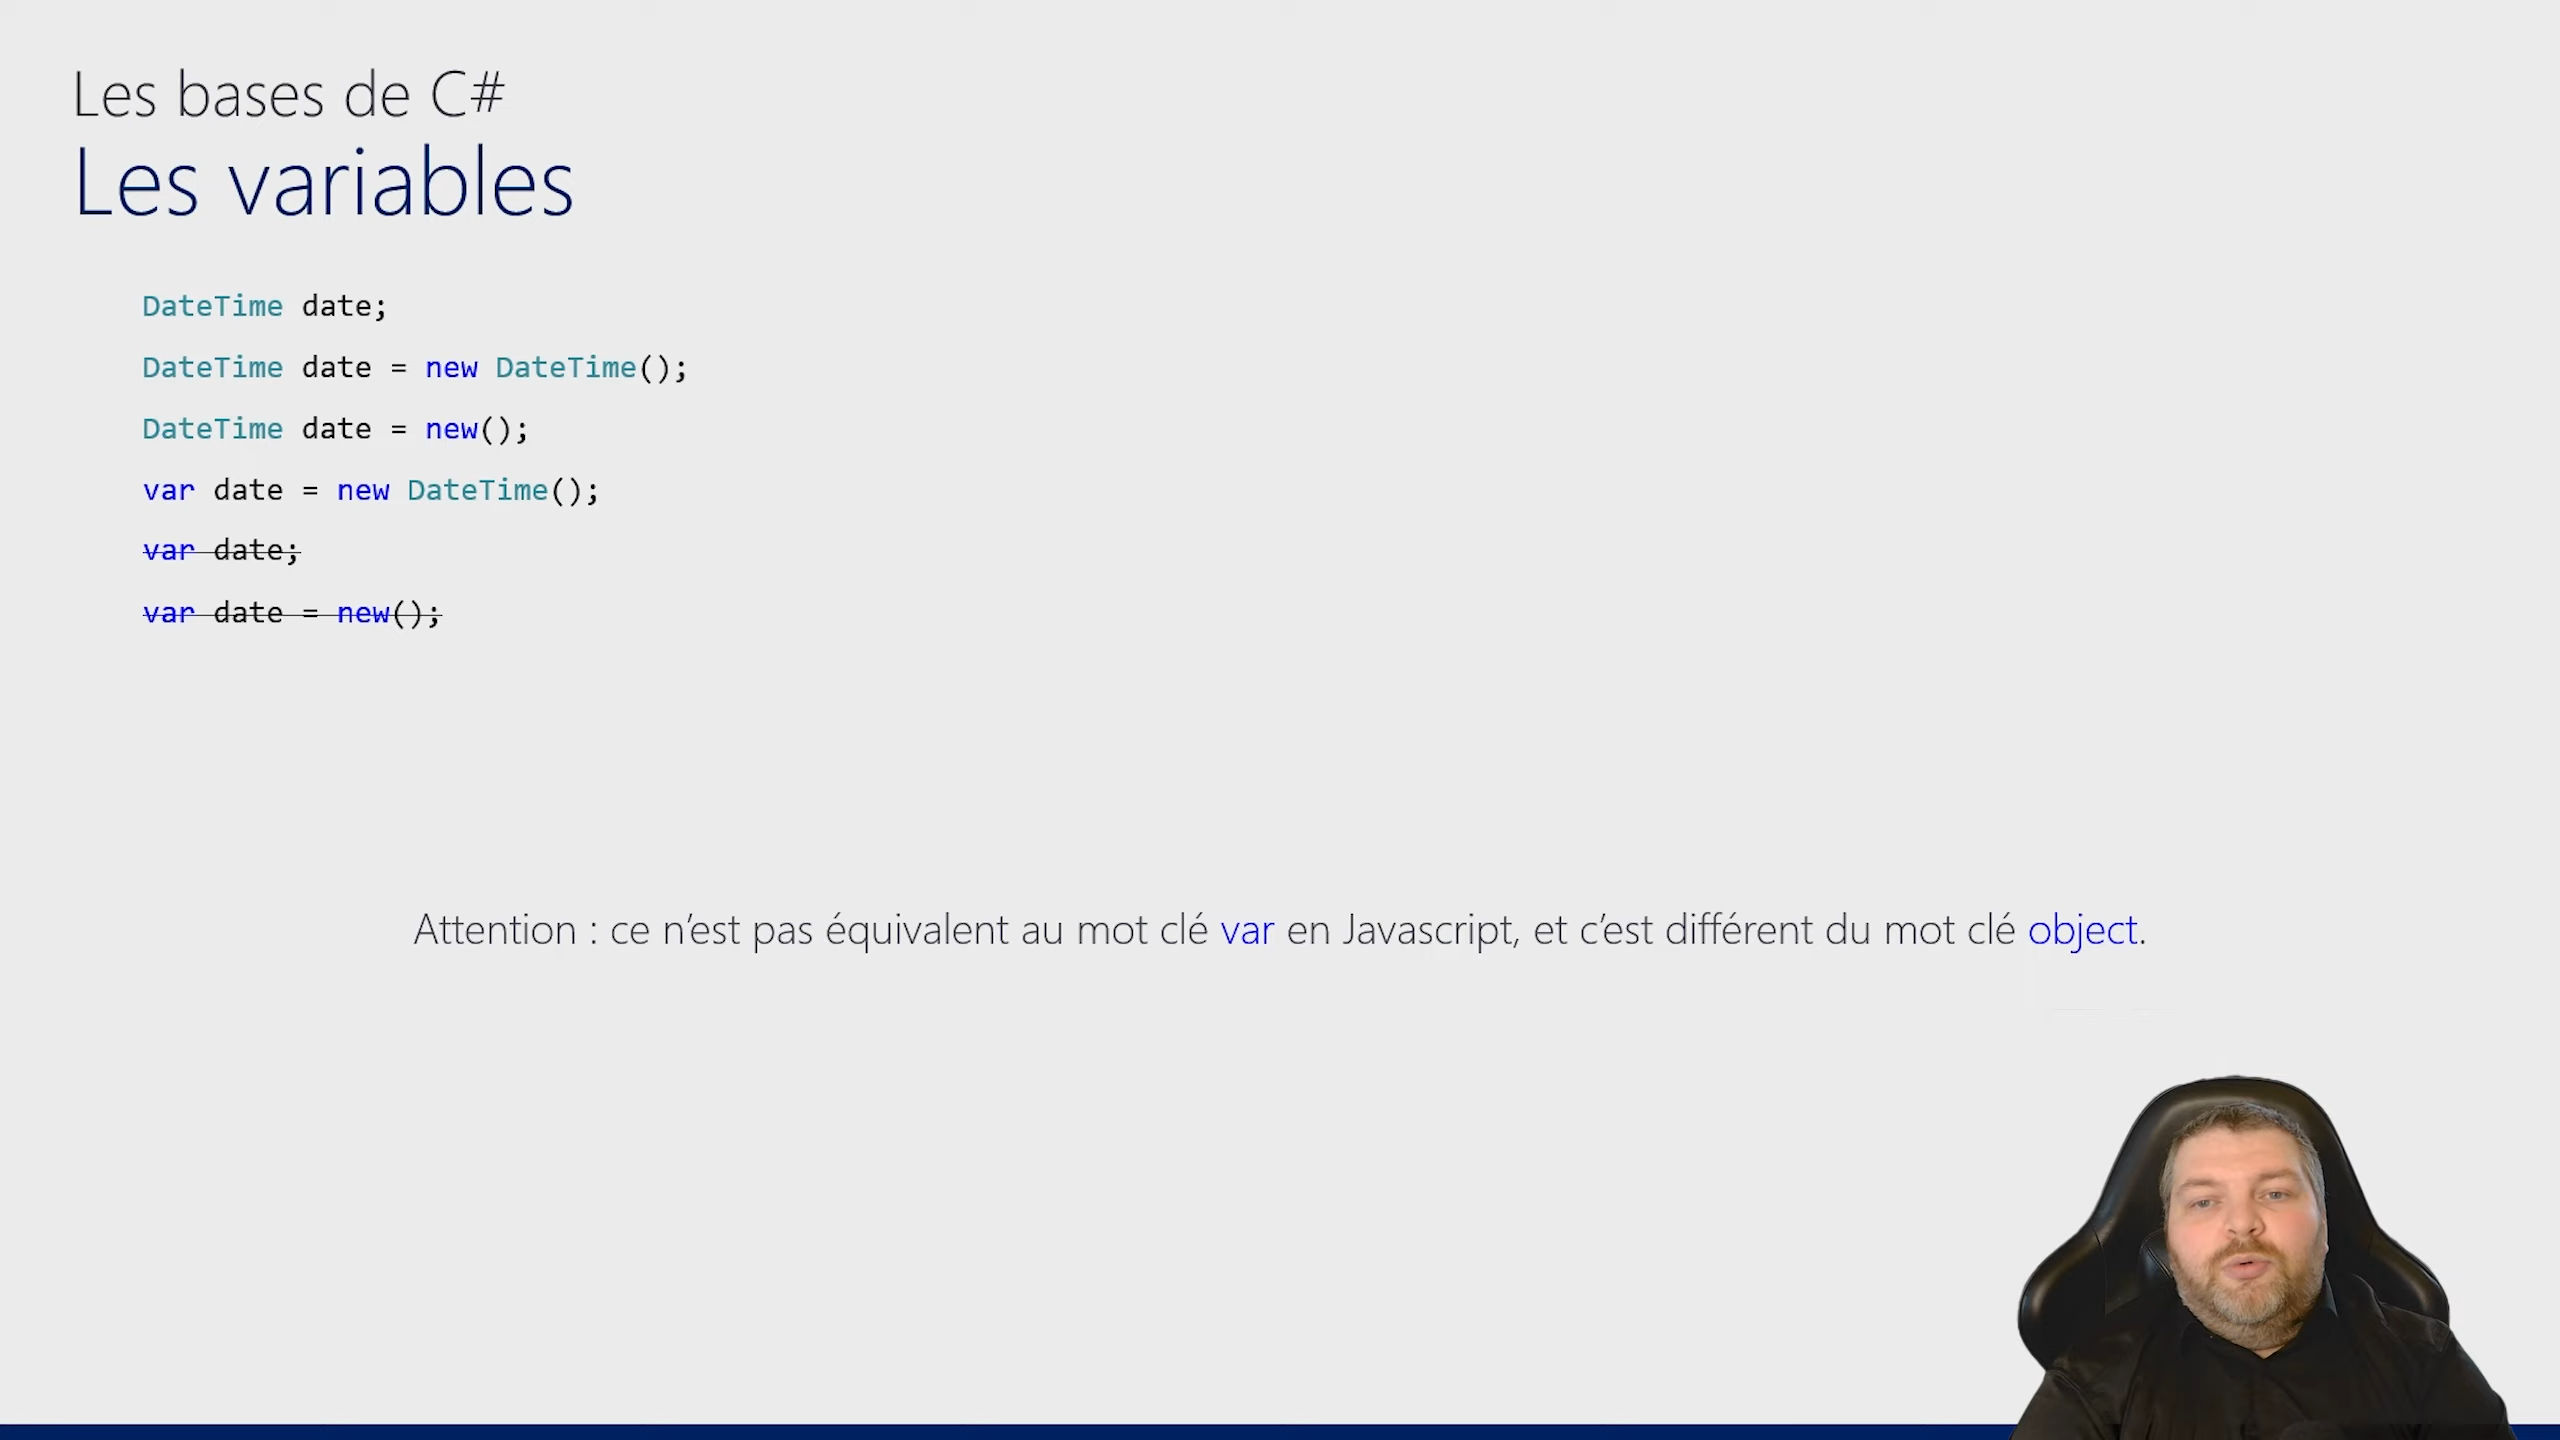 Les bases de C#
Les variables
DateTime date;
DateTime date = new DateTime();
DateTime date = new();
var date = new DateTime();
var date;
var date = new();
Attention : ce n’est pas équivalent au mot clé var en Javascript, et c’est différent du mot clé object.